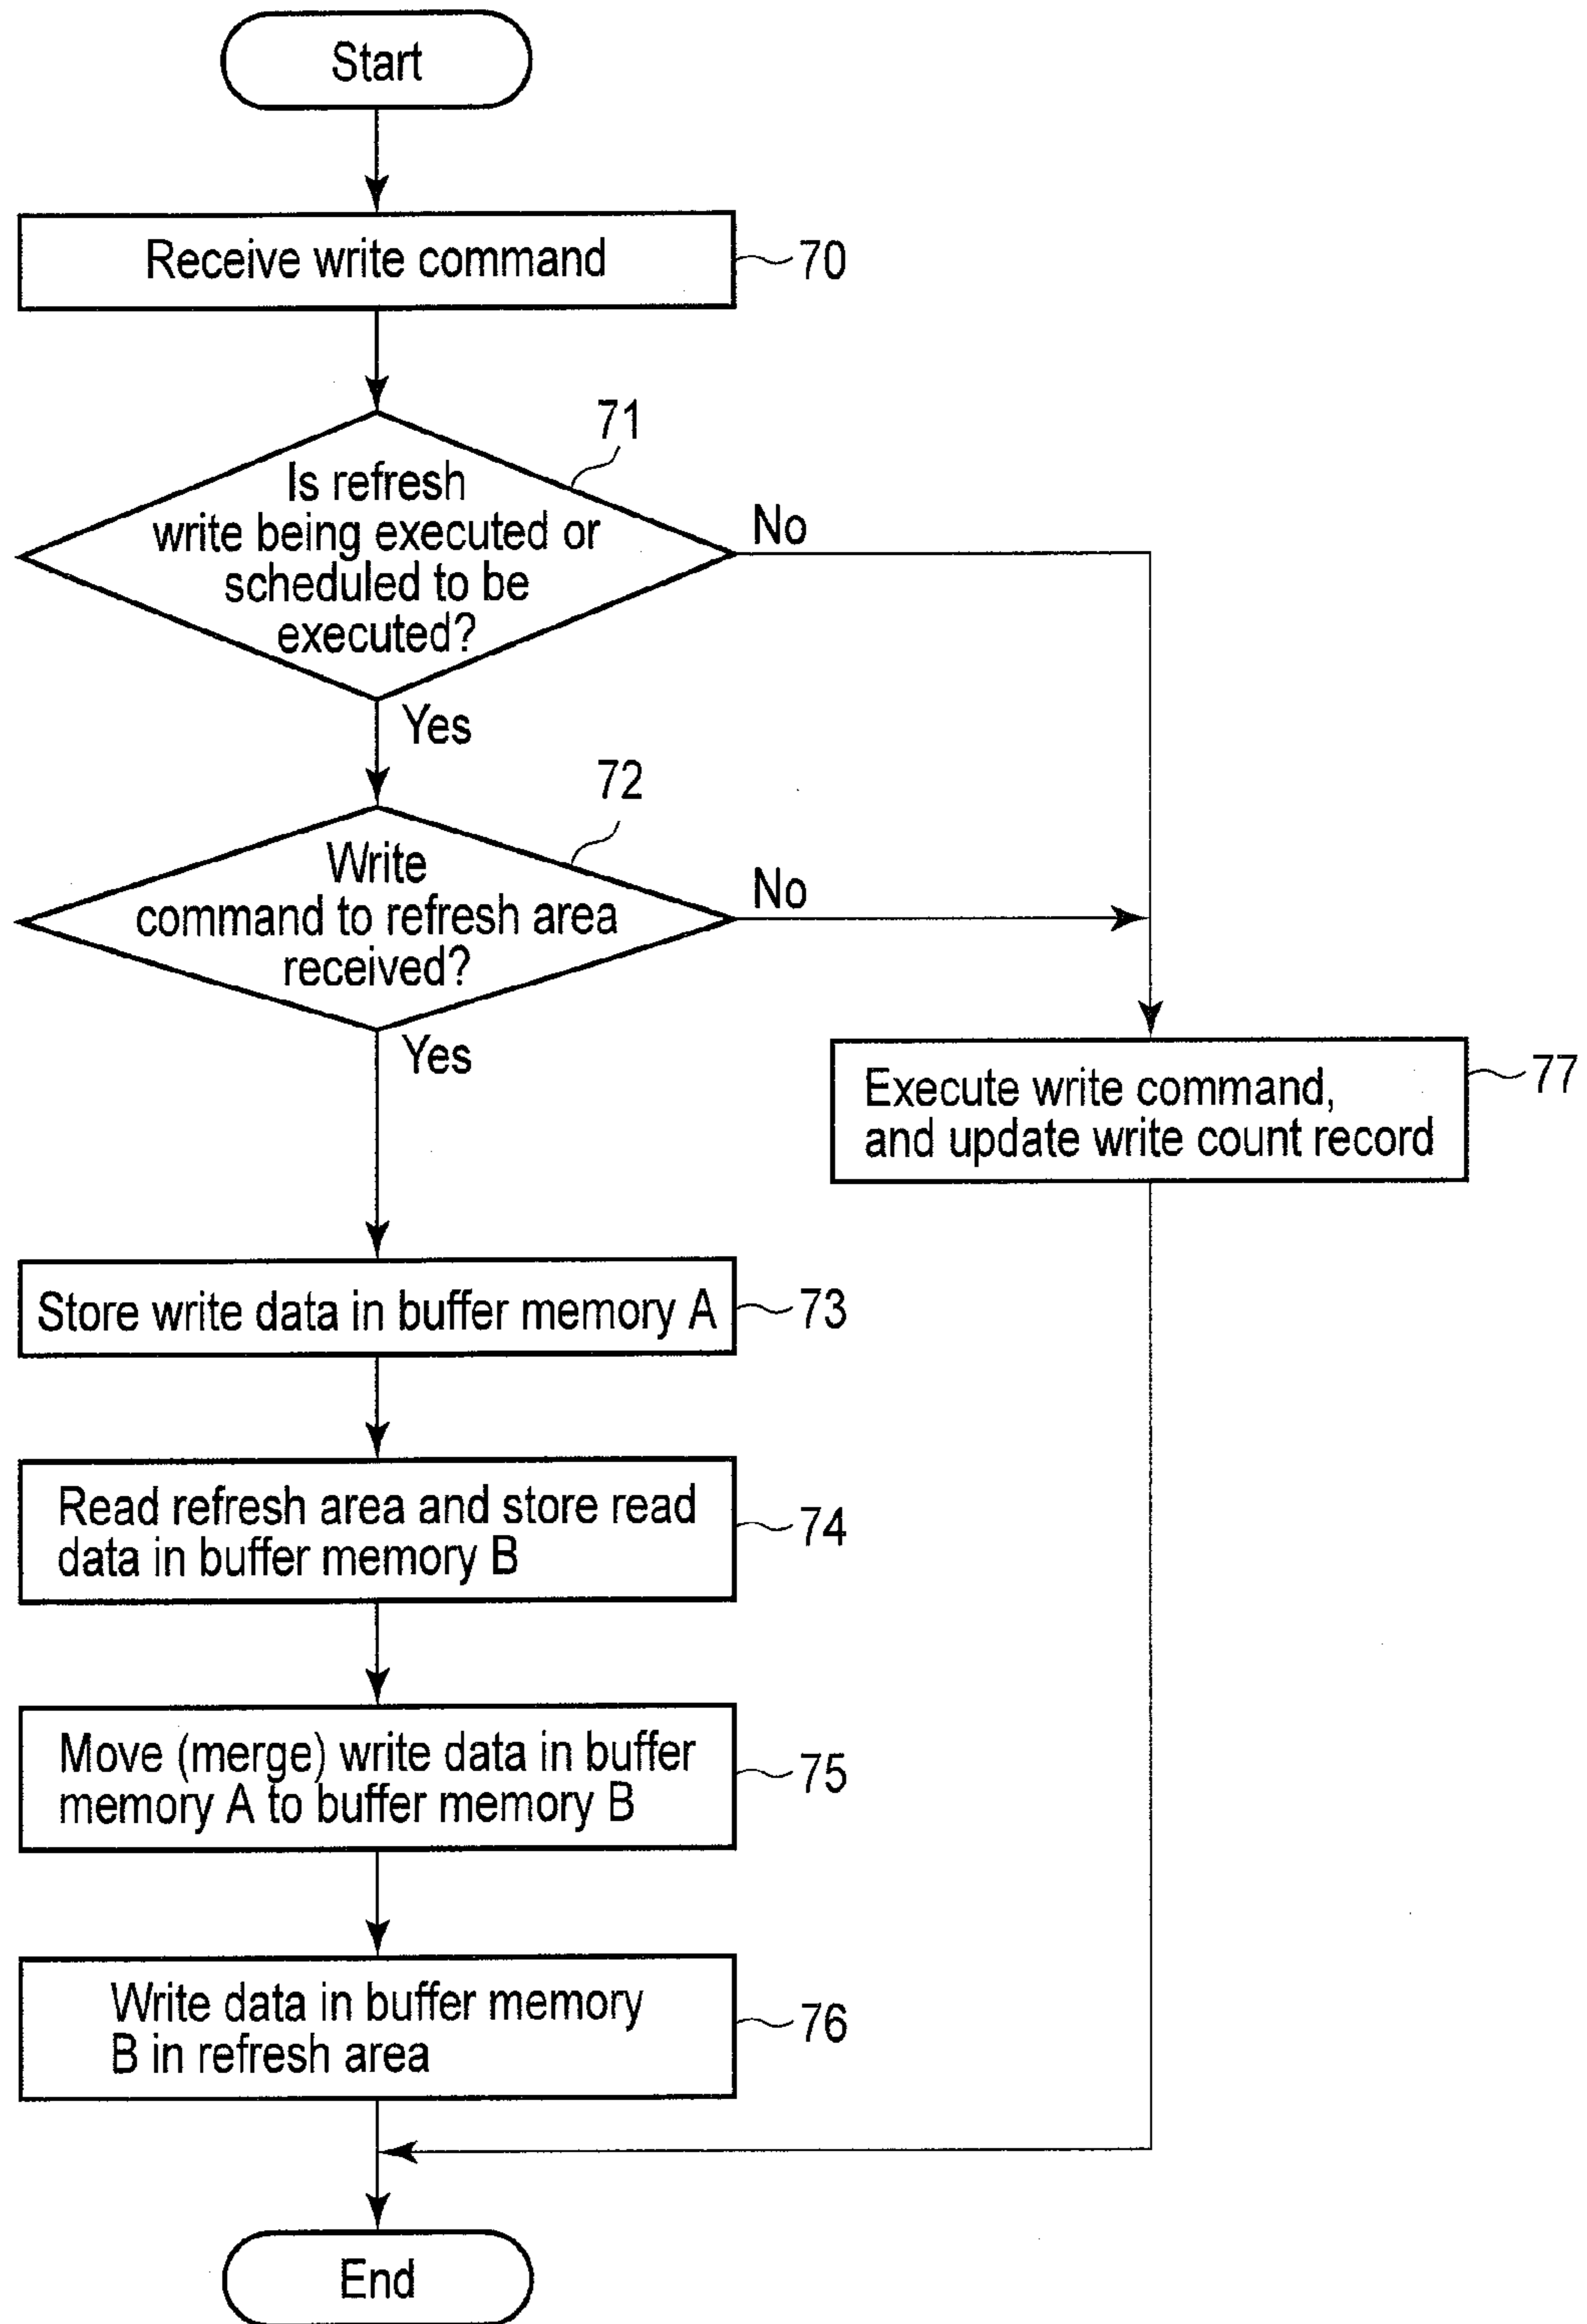 Start
Receive write command
70
71
Is refresh
write being executed or
scheduled to be
executed?
No
Yes
72
Write
command to refresh area
received?
No
Yes
Execute write command,
and update write count record
77
Store write data in buffer memory A
73
Read refresh area and store read
data in buffer memory B
74
Move (merge) write data in buffer
memory A to buffer memory B
75
Write data in buffer memory
B in refresh area
76
End